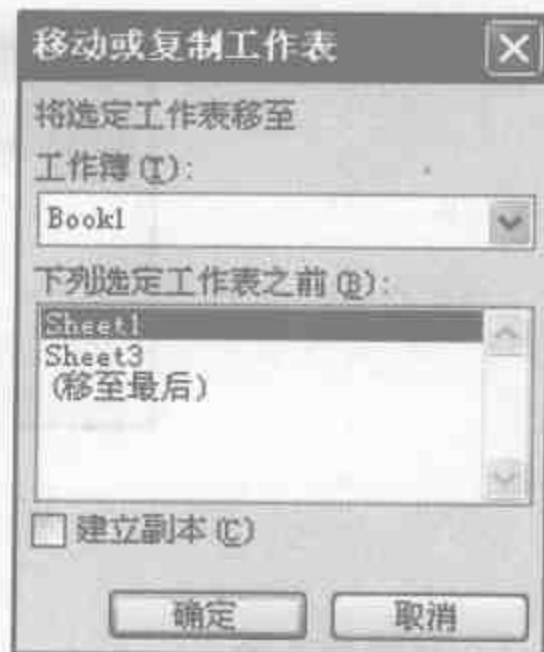 移动或复制工作表
将选定工作表移至
工作簿(T):
Book1
下列选定工作表之前(B):
Sheet1
Sheet3
(移至最后)
建立副本(C)
确定
取消